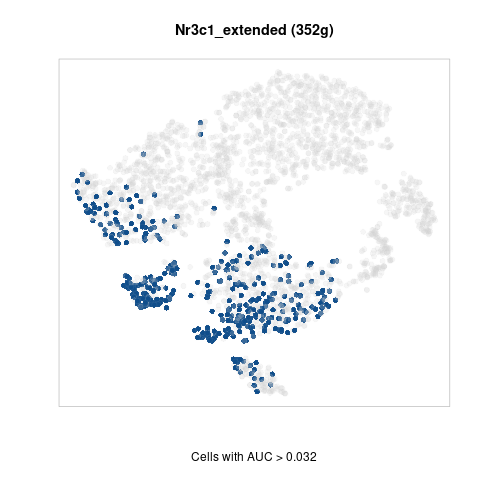 Nr3c1_extended (352g)
Cells with AUC > 0.032